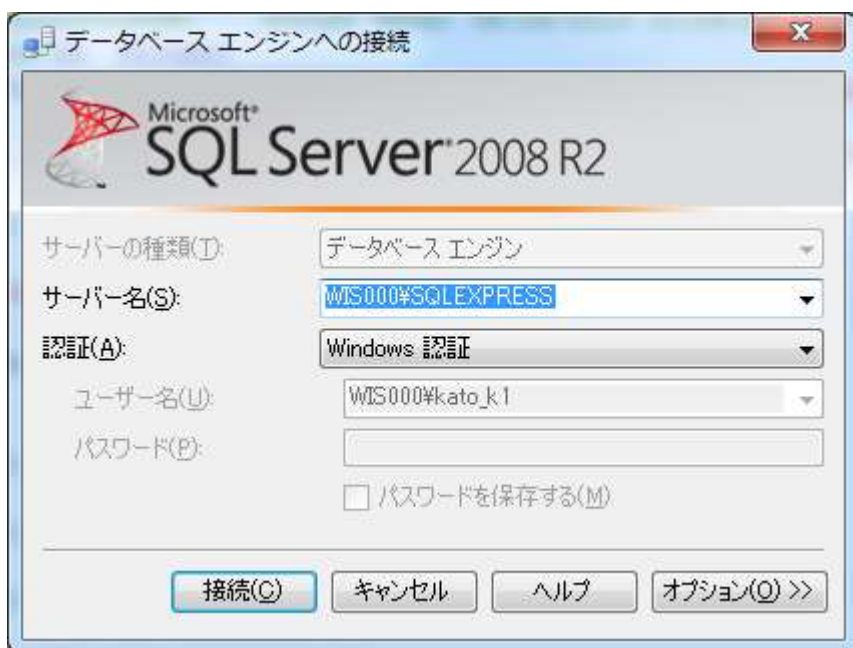 データベース エンジンへの接続
Microsoft®
SQL Server® 2008 R2
サーバーの種類(T): データベース エンジン
サーバー名(S): WIS000¥SQLEXPRESS
認証(A): Windows 認証
ユーザー名(U): WIS000¥kato_k1
パスワード(P):
パスワードを保存する(M)
接続(C) キャンセル ヘルプ オプション(O) >>